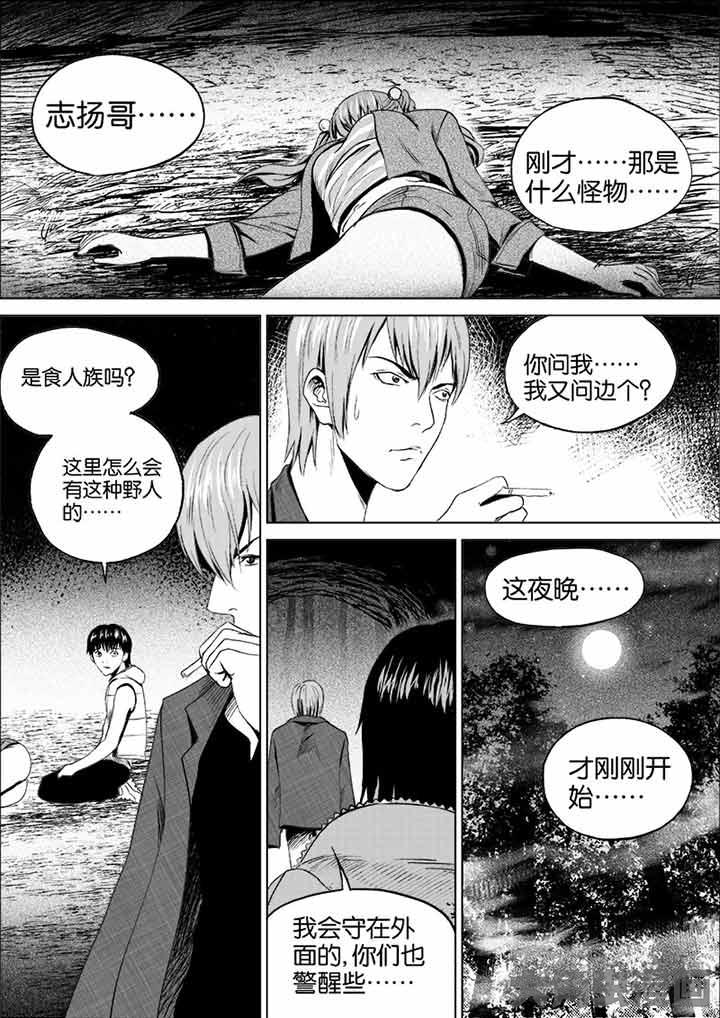 志扬哥……
刚才……那是
什么怪物……
是食人族吗?
这里怎么会
有这种野人
的……
你问我……
我又问边个?
我会守在外
面的,你们也
警醒些……
这夜晚……
才刚刚开
始……